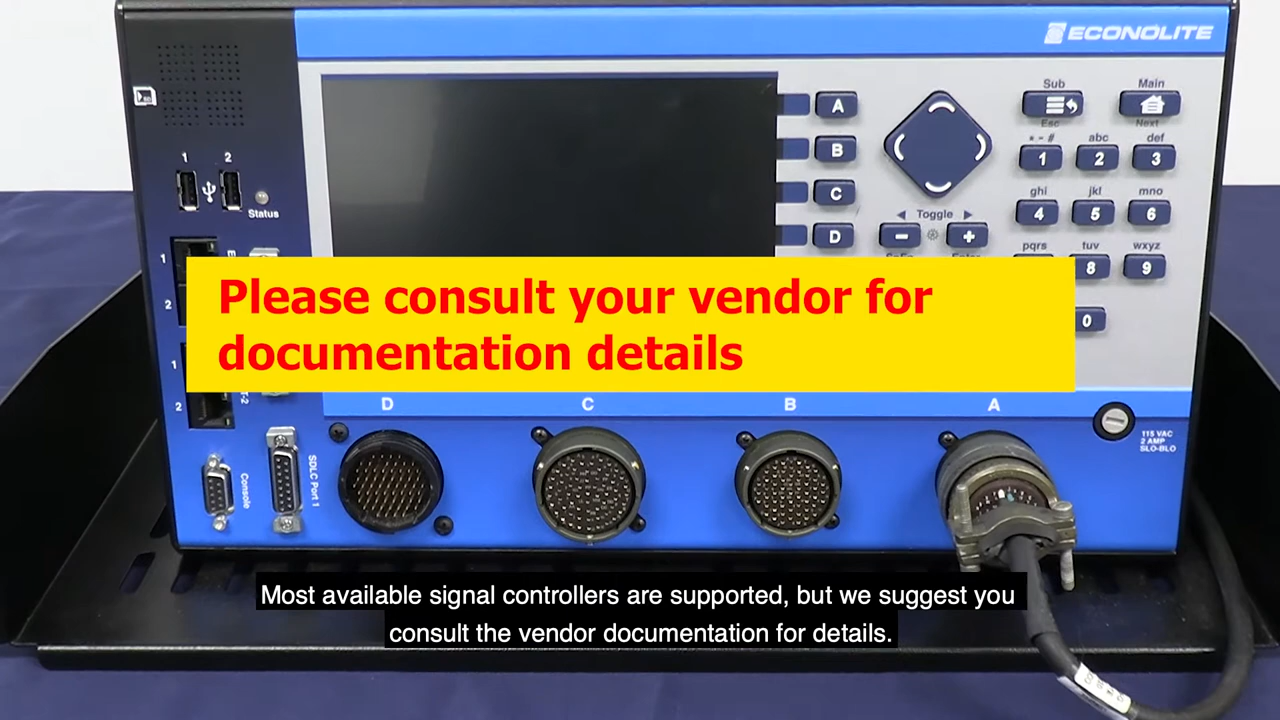 ECONOLITE
SD
Sub
Main
Esc
Next
A
B
C
D
* - #
abc
def
1
2
3
ghi
jkl
mno
4
5
6
Toggle
-
+
pqrs
tuv
wxyz
8
9
0
1
2
Status
1
2
1
2
Please consult your vendor for
documentation details
D
C
B
A
115 VAC
2 AMP
SLO-BLO
Console
SDLC Port 1
Most available signal controllers are supported, but we suggest you
consult the vendor documentation for details.